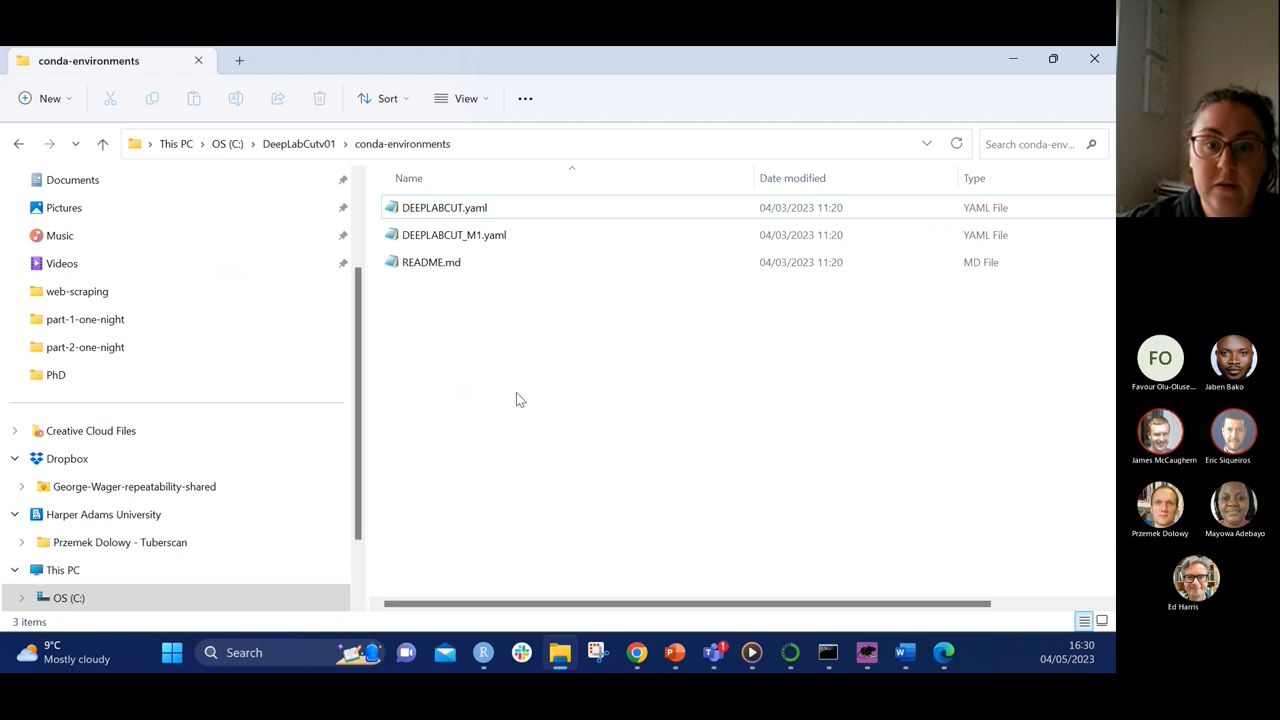 conda-environments
New
Sort
View
This PC
OS (C:)
DeepLabCutv01
conda-environments
Search conda-env...
Documents
Pictures
Music
Videos
web-scraping
part-1-one-night
part-2-one-night
PhD
Creative Cloud Files
Dropbox
George-Wager-repeatability-shared
Harper Adams University
Przemek Dolowy - Tuberscan
This PC
OS (C:)
Name Date modified Type
DEEPLABCUT.yaml 04/03/2023 11:20 YAML File
DEEPLABCUT_M1.yaml 04/03/2023 11:20 YAML File
README.md 04/03/2023 11:20 MD File
3 items
9°C
Mostly cloudy
Search
R
P
1
W
16:30
04/05/2023
FO
Favour Olu-Oluse...
Jaben Bako
James McCaughern
Eric Siqueiros
Przemek Dolowy
Mayowa Adebayo
Ed Harris